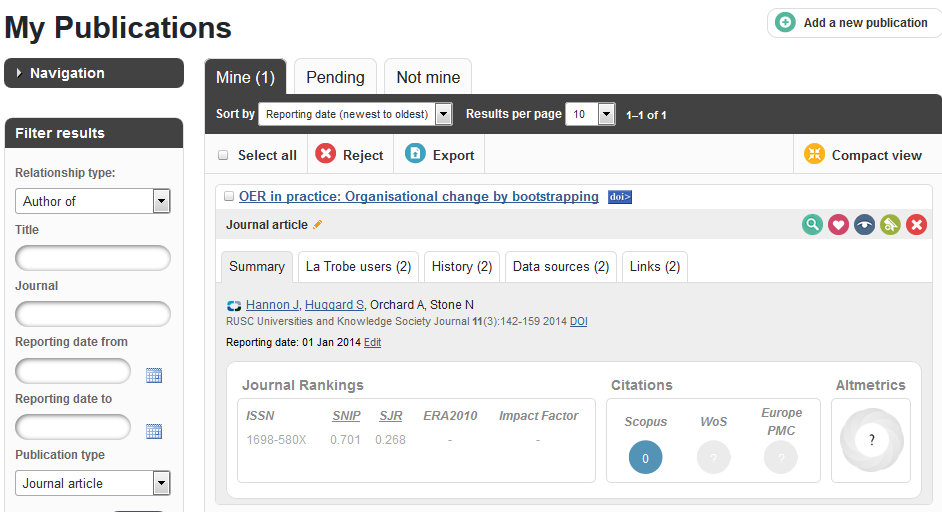 My Publications
Add a new publication
Navigation
Filter results
Relationship type:
Author of
Title
Journal
Reporting date from
Reporting date to
Publication type
Journal article
Mine (1) Pending Not mine
Sort by Reporting date (newest to oldest) Results per page 10 1–1 of 1
Select all Reject Export Compact view
OER in practice: Organisational change by bootstrapping doi>
Journal article
Summary La Trobe users (2) History (2) Data sources (2) Links (2)
Hannon J, Huggard S, Orchard A, Stone N
RUSC Universities and Knowledge Society Journal 11(3):142-159 2014 DOI
Reporting date: 01 Jan 2014 Edit
Journal Rankings
ISSN SNIP SJR ERA2010 Impact Factor
1698-580X 0.701 0.268 - -
Citations
Scopus WoS Europe PMC
0 ? ?
Altmetrics
?